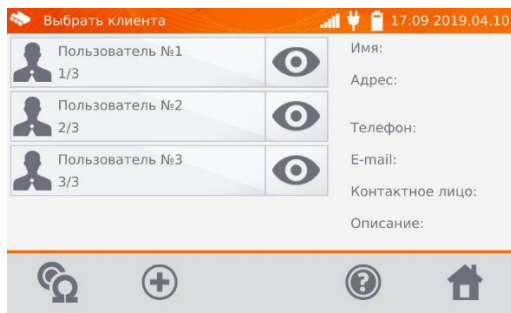 Выбрать клиента
17:09 2019.04.10
Пользователь №1
1/3
Пользователь №2
2/3
Пользователь №3
3/3
Имя:
Адрес:
Телефон:
E-mail:
Контактное лицо:
Описание: